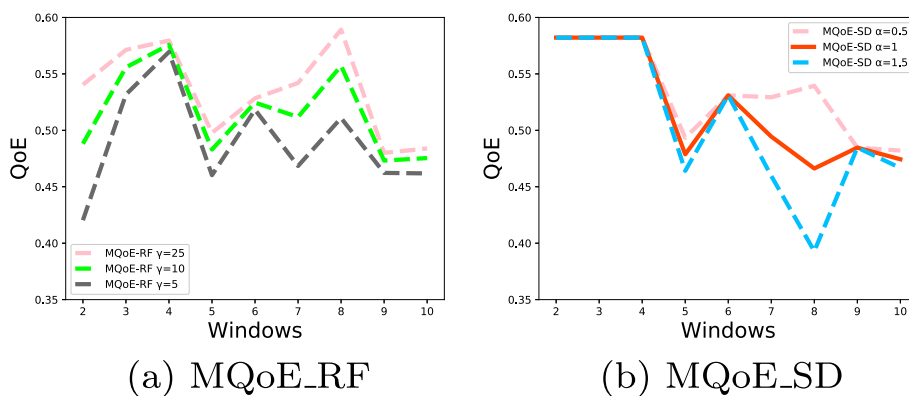 0.60
0.55
0.50
0.45
0.40
0.35
QoE
MQoE-RF γ=25
MQoE-RF γ=10
MQoE-RF γ=5
2 3 4 5 6 7 8 9 10
Windows
(a) MQoE_RF
0.60
0.55
0.50
0.45
0.40
0.35
QoE
MQoE-SD α=0.5
MQoE-SD α=1
MQoE-SD α=1.5
2 3 4 5 6 7 8 9 10
Windows
(b) MQoE_SD